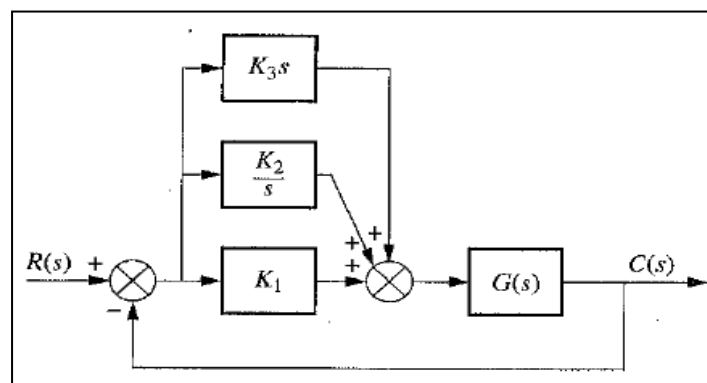 K₃s
K₂
s
+
+
R(s) +
K₁
+
G(s)
C(s)
−